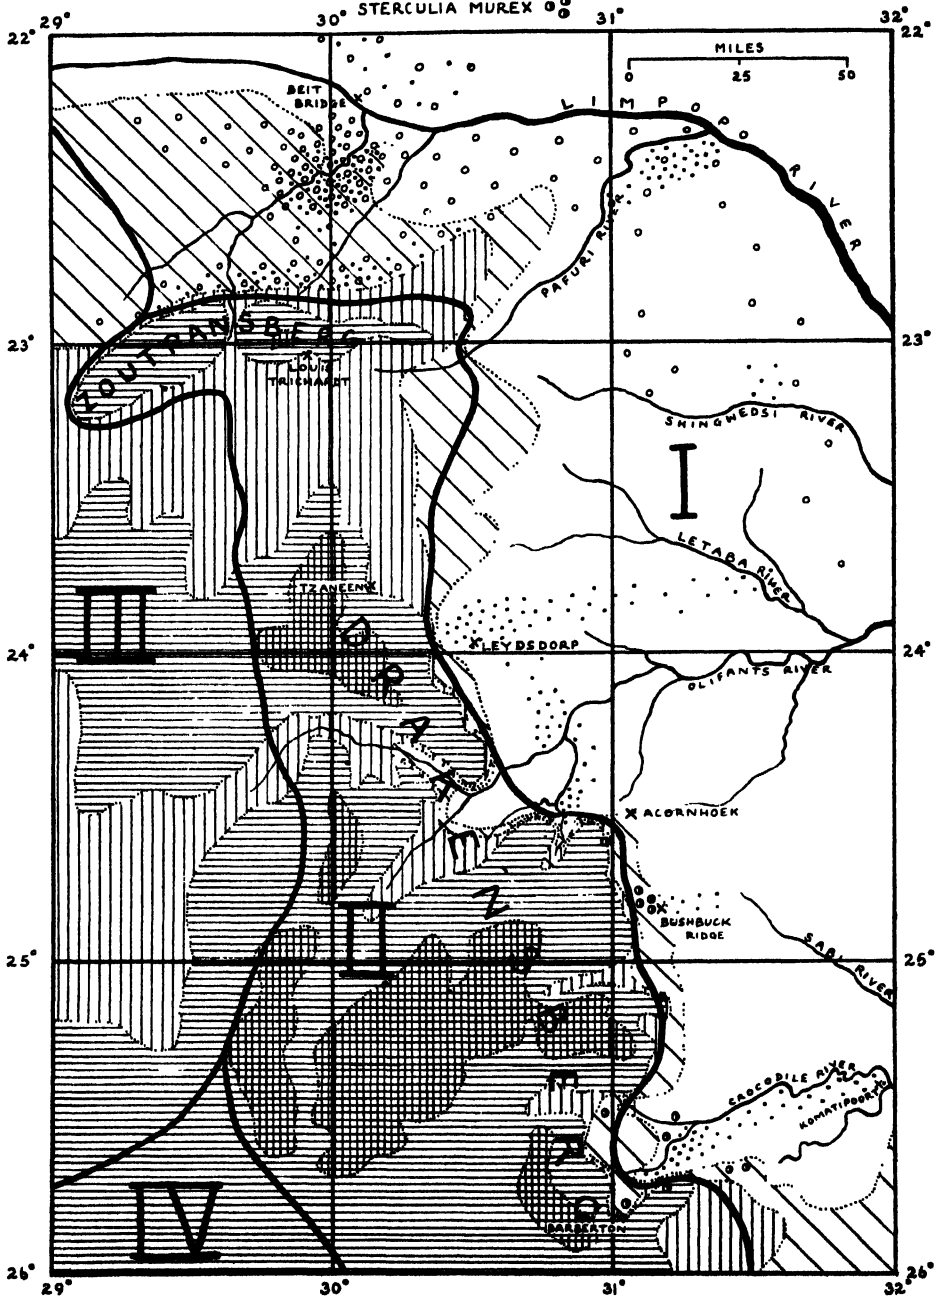 STERCULIA MUREX
29° 30° 31° 32°
22° 22°
MILES
0 25 50
BEIT
BRIDGE
LIMPOPO RIVER
PAFURI RIVER
23° 23°
ZOUTPANSBERG
LOUIS
TRICHARDT
SHINGWEDSI RIVER
I
LETABA RIVER
TZANEEN
III
LEYDSDORP
24° 24°
OLIFANTS RIVER
DRAKENSBERG
ACORNHOEK
II
BUSHBUCK
RIDGE
SABI RIVER
25° 26°
CROCODILE RIVER
KOMATIPOORT
IV
BARBERTON
26° 26°
29° 30° 31° 32°